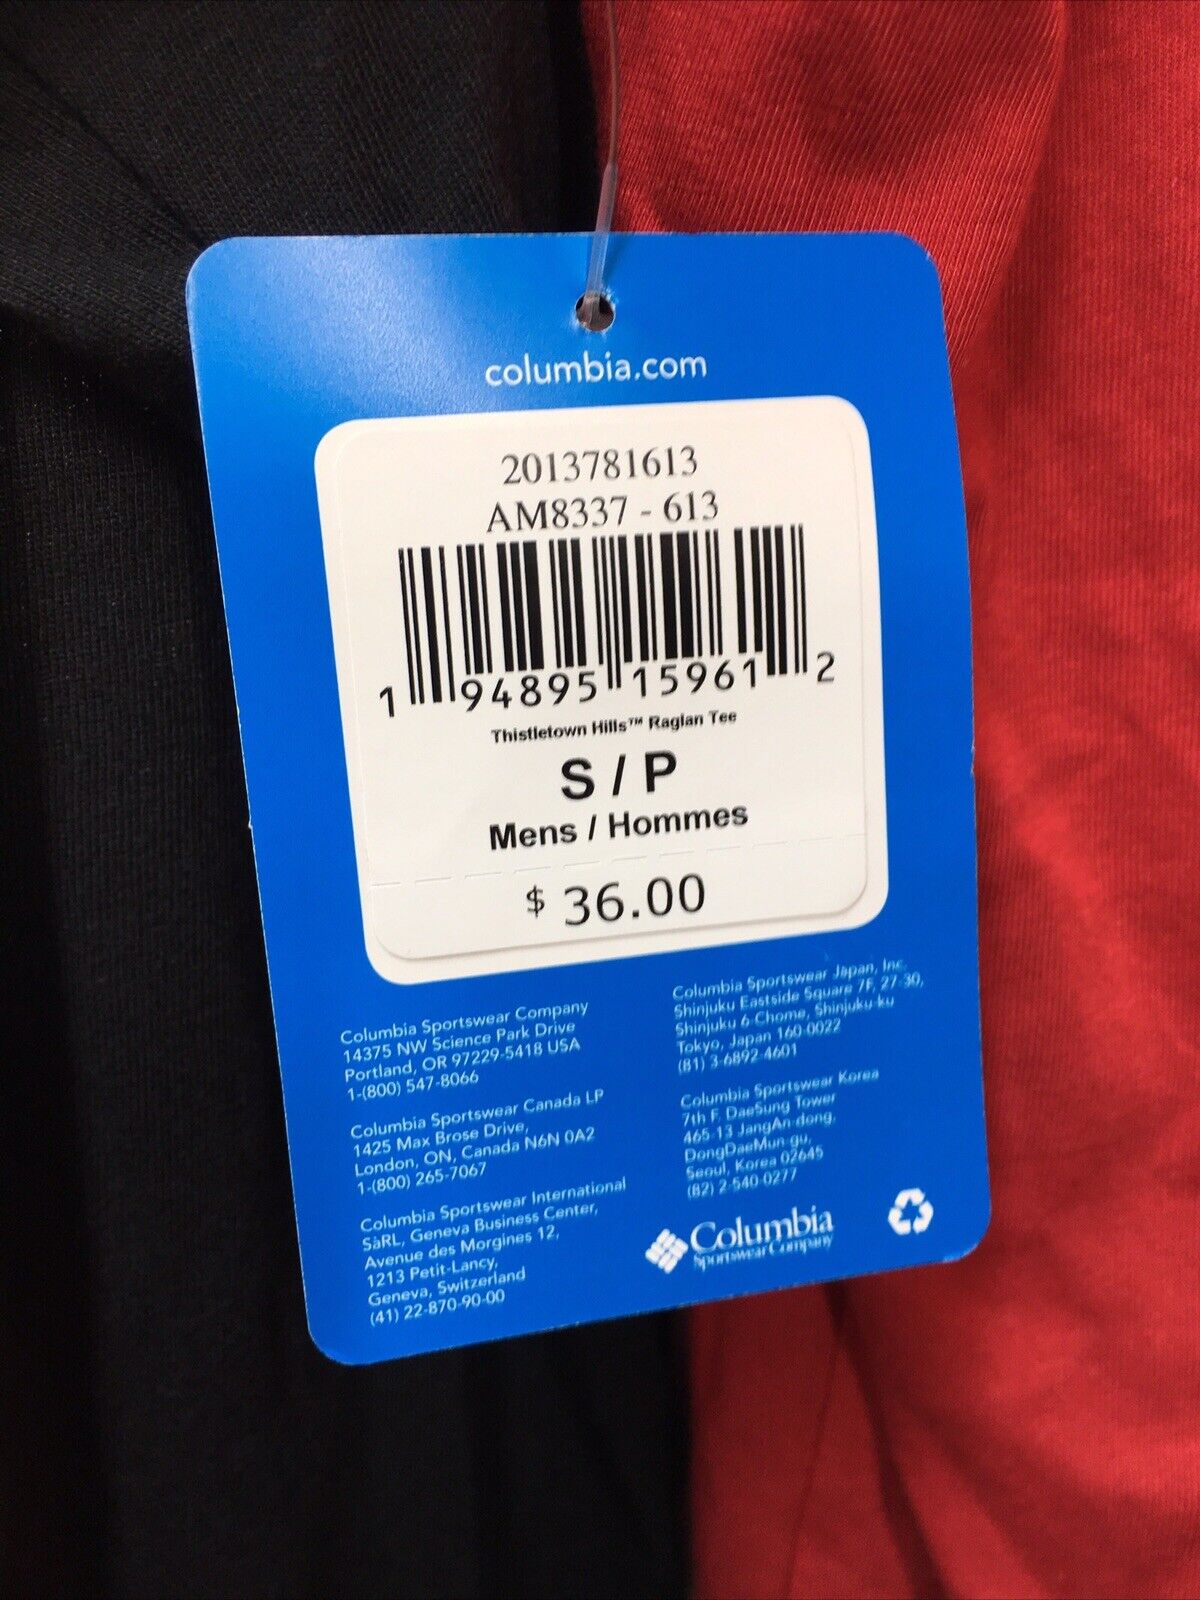 columbia.com
2013781613
AM8337 - 613
1 94895 15961 2
Thistletown Hills™ Raglan Tee
S / P
Mens / Hommes
$ 36.00
Columbia Sportswear Company
14375 NW Science Park Drive
Portland, OR 97229-5418 USA
1-(800) 547-8066
Columbia Sportswear Canada LP
1425 Max Brose Drive,
London, ON, Canada N6N 0A2
1-(800) 265-7067
Columbia Sportswear International
SàRL, Geneva Business Center,
Avenue des Morgines 12,
1213 Petit-Lancy,
Geneva, Switzerland
(41) 22-870-90-00
Columbia Sportswear Japan, Inc.
Shinjuku Eastside Square 7F, 27-30,
Shinjuku 6-Chome, Shinjuku-ku
Tokyo, Japan 160-0022
(81) 3-6892-4601
Columbia Sportswear Korea
7th F. DaeSung Tower
465-13 JangAn-dong,
DongDaeMun-gu,
Seoul, Korea 02645
(82) 2-540-0277
Columbia
Sportswear Company